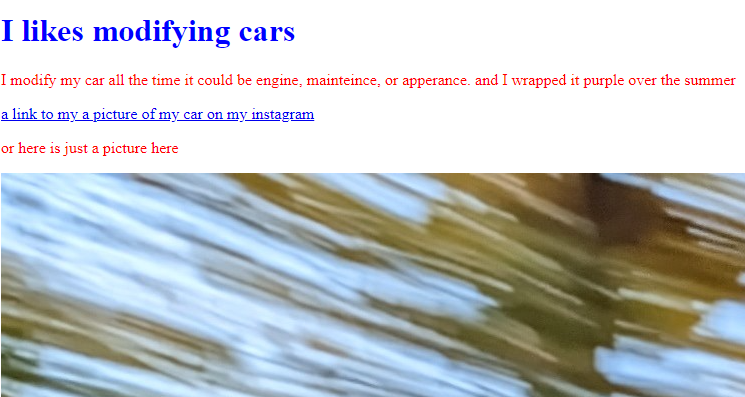 I likes modifying cars
I modify my car all the time it could be engine, mainteince, or apperance. and I wrapped it purple over the summer
a link to my a picture of my car on my instagram
or here is just a picture here